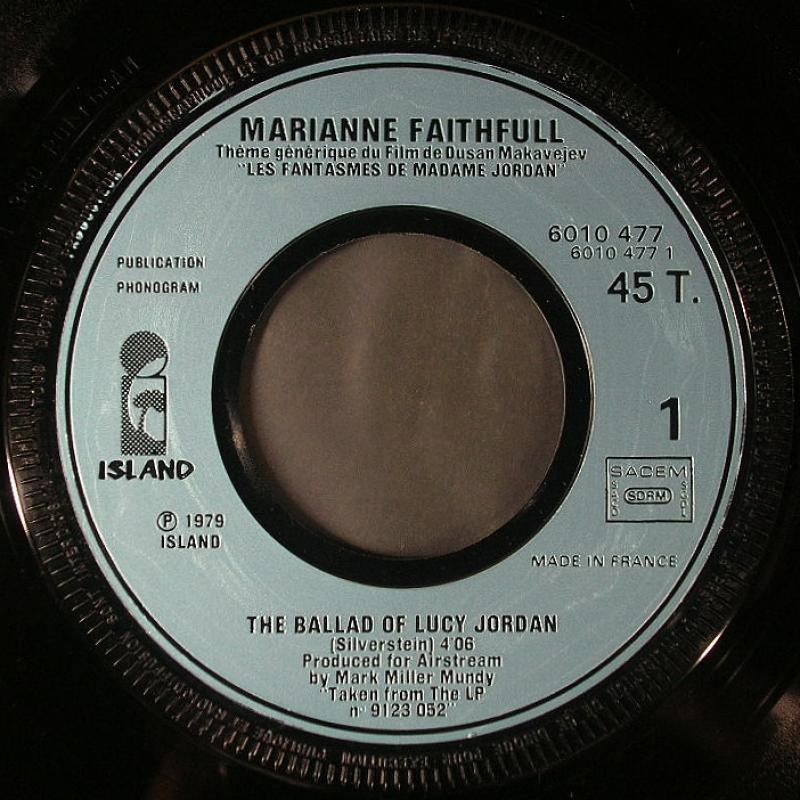 MARIANNE FAITHFULL
Thème générique du Film de Dusan Makavejev
"LES FANTASMES DE MADAME JORDAN"
6010 477
6010 477 1
45 T.
PUBLICATION
PHONOGRAM
ISLAND
1
SACEM
SDRM
SACD
SGDL
℗ 1979
ISLAND
MADE IN FRANCE
THE BALLAD OF LUCY JORDAN
(Silverstein) 4'06
Produced for Airstream
by Mark Miller Mundy
"Taken from The LP
n° 9123 052"